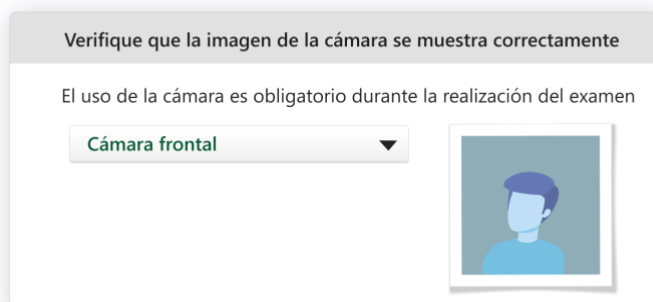 Verifique que la imagen de la cámara se muestra correctamente
El uso de la cámara es obligatorio durante la realización del examen
Cámara frontal